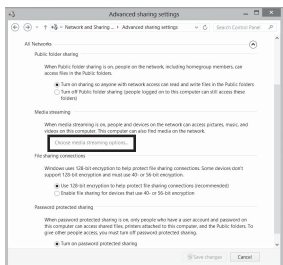 Advanced sharing settings
Network and Sharing ... Advanced sharing settings
Search Control Panel
All Networks
Public folder sharing
When Public folder sharing is on, people on the network, including homegroup members, can
access files in the Public folders.
Turn on sharing so anyone with network access can read and write files in the Public folders
Turn off Public folder sharing (people logged on to this computer can still access these
folders)
Media streaming
When media streaming is on, people and devices on the network can access pictures, music, and
videos on this computer. This computer can also find media on the network.
Choose media streaming options...
File sharing connections
Windows uses 128-bit encryption to help protect file sharing connections. Some devices don't
support 128-bit encryption and must use 40- or 56-bit encryption.
Use 128-bit encryption to help protect file sharing connections (recommended)
Enable file sharing for devices that use 40- or 56-bit encryption
Password protected sharing
When password protected sharing is on, only people who have a user account and password on
this computer can access shared files, printers attached to this computer, and the Public folders. To
give other people access, you must turn off password protected sharing.
Turn on password protected sharing
Save changes
Cancel